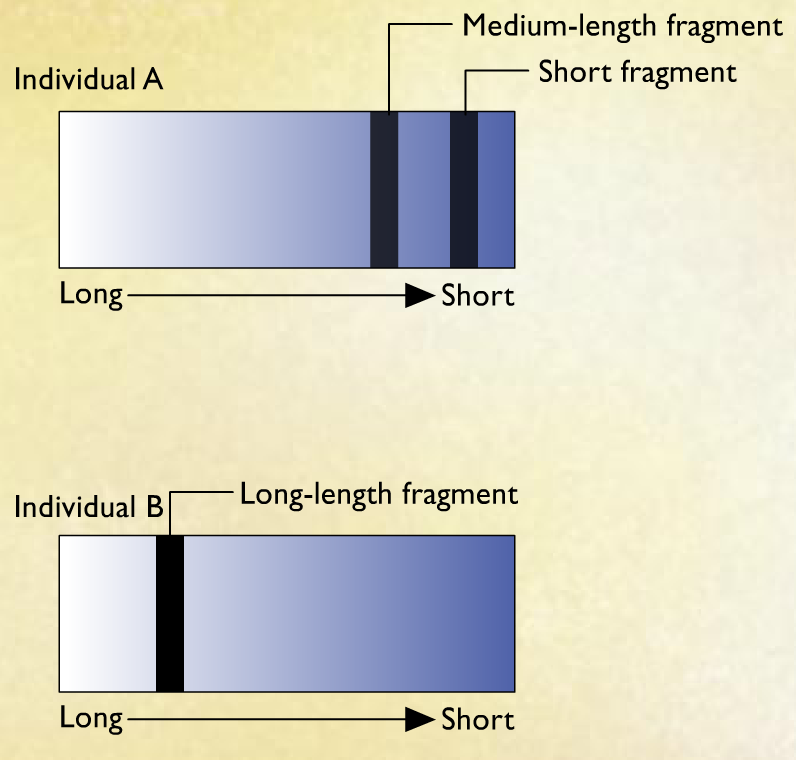 Medium-length fragment
Short fragment
Individual A
Long
Short
Long-length fragment
Individual B
Long
Short